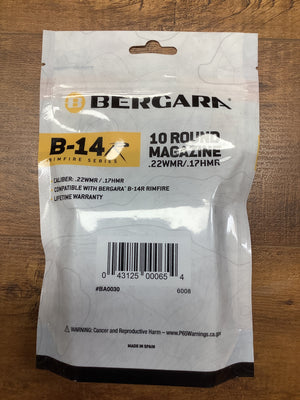 BERGARA
B-14
RIMFIRE SERIES
10 ROUND
MAGAZINE
.22WMR/.17HMR
CALIBER: .22WMR/.17HMR
COMPATIBLE WITH BERGARA® B-14R RIMFIRE
LIFETIME WARRANTY
0 43125 00065 4
#BA0030 6008
⚠ WARNING: Cancer and Reproductive Harm – www.P65Warnings.ca.gov
MADE IN SPAIN